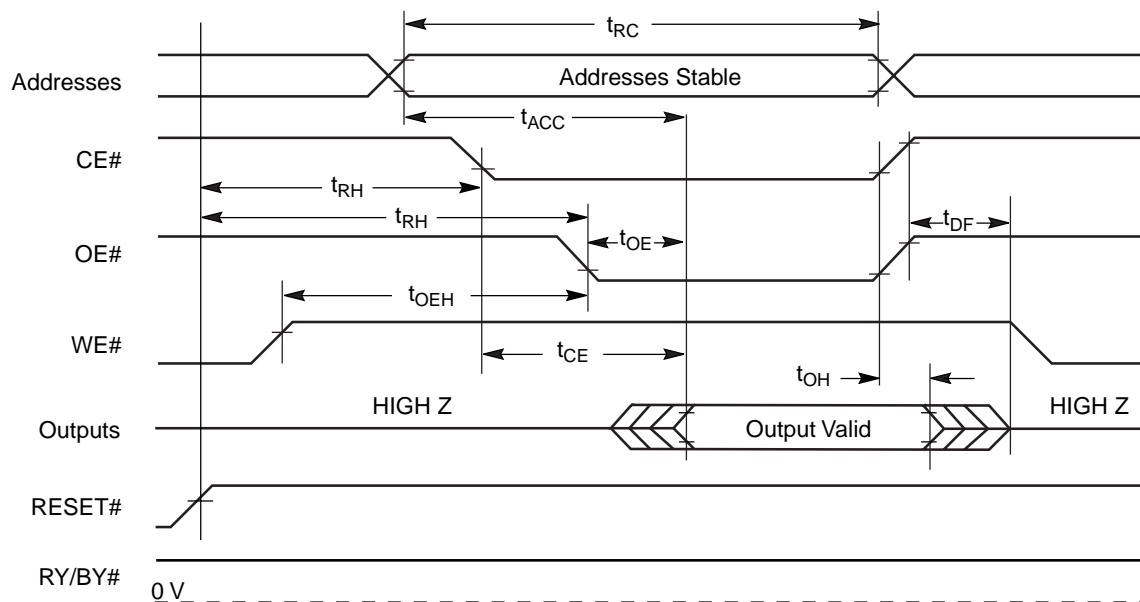 tRC
Addresses
Addresses Stable
tACC
CE#
tRH
tRH
tOE
tDF
OE#
tOEH
WE#
tCE
tOH
HIGH Z
HIGH Z
Outputs
Output Valid
RESET#
RY/BY#
0 V